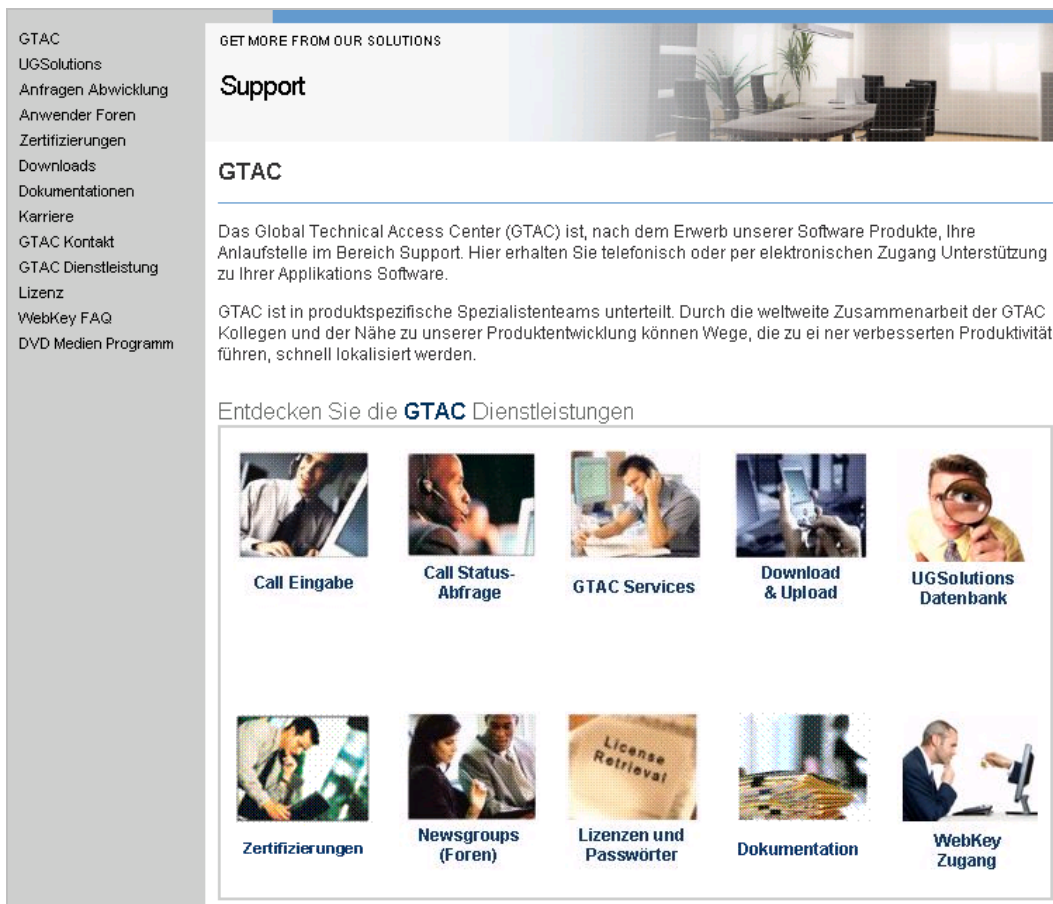 GTAC
UGSolutions
Anfragen Abwicklung
Anwender Foren
Zertifizierungen
Downloads
Dokumentationen
Karriere
GTAC Kontakt
GTAC Dienstleistung
Lizenz
WebKey FAQ
DVD Medien Programm
GET MORE FROM OUR SOLUTIONS
Support
GTAC
Das Global Technical Access Center (GTAC) ist, nach dem Erwerb unserer Software Produkte, Ihre
Anlaufstelle im Bereich Support. Hier erhalten Sie telefonisch oder per elektronischen Zugang Unterstützung
zu Ihrer Applikations Software.
GTAC ist in produktspezifische Spezialistenteams unterteilt. Durch die weltweite Zusammenarbeit der GTAC
Kollegen und der Nähe zu unserer Produktentwicklung können Wege, die zu ei ner verbesserten Produktivität
führen, schnell lokalisiert werden.
Entdecken Sie die GTAC Dienstleistungen
Call Eingabe
Call Status-
Abfrage
GTAC Services
Download
& Upload
UGSolutions
Datenbank
License
Retrieval
Zertifizierungen
Newsgroups
(Foren)
Lizenzen und
Passwörter
Dokumentation
WebKey
Zugang